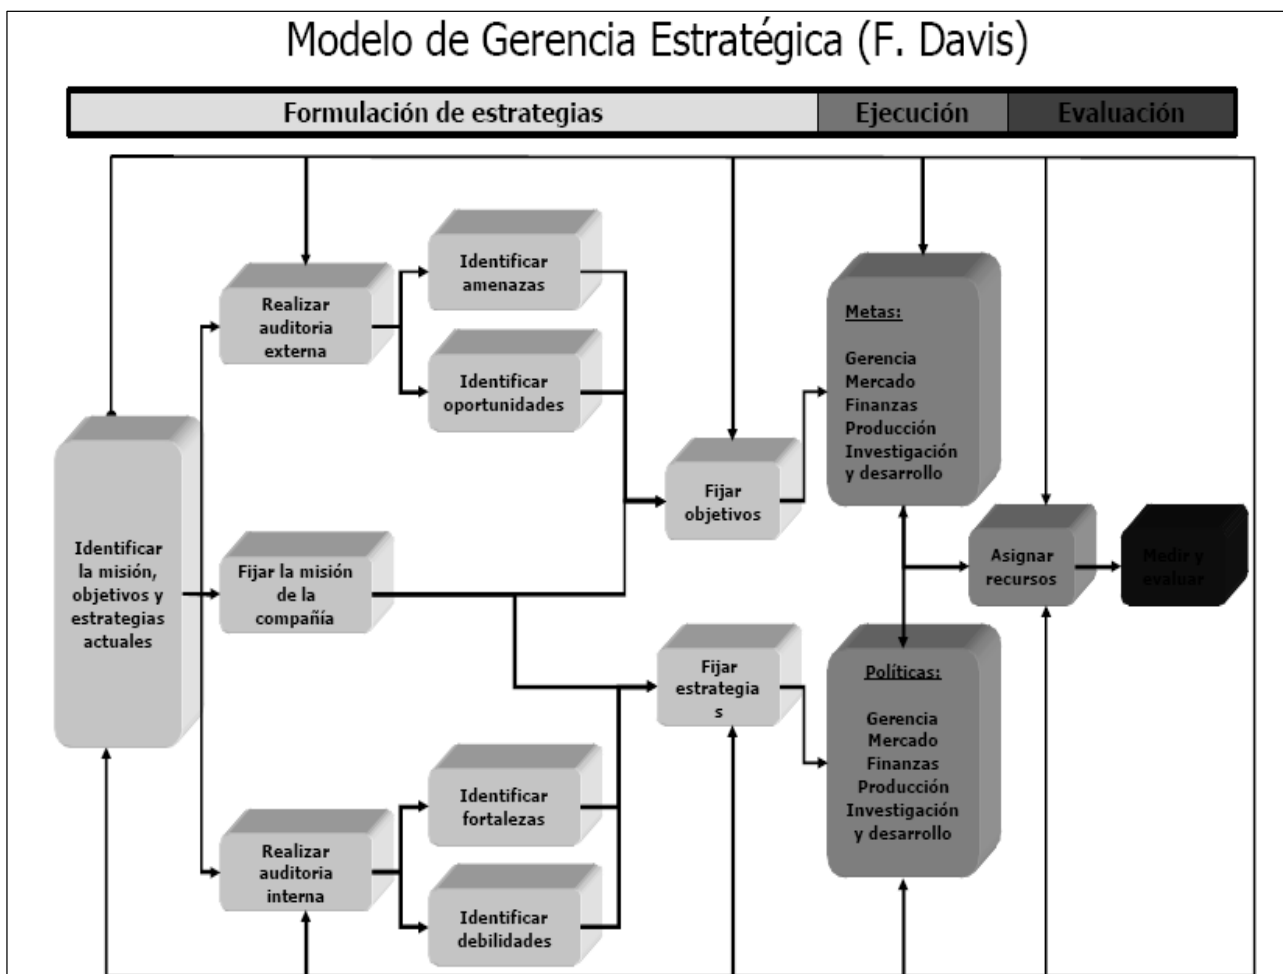 Modelo de Gerencia Estratégica (F. Davis)
Formulación de estrategias
Ejecución
Evaluación
Identificar
la misión,
objetivos y
estrategias
actuales
Realizar
auditoria
externa
Identificar
amenazas
Identificar
oportunidades
Fijar la misión
de la
compañía
Realizar
auditoria
interna
Identificar
fortalezas
Identificar
debilidades
Fijar
objetivos
Fijar
estrategia
s
Metas:
Gerencia
Mercado
Finanzas
Producción
Investigación
y desarrollo
Políticas:
Gerencia
Mercado
Finanzas
Producción
Investigación
y desarrollo
Asignar
recursos
Medir y
evaluar